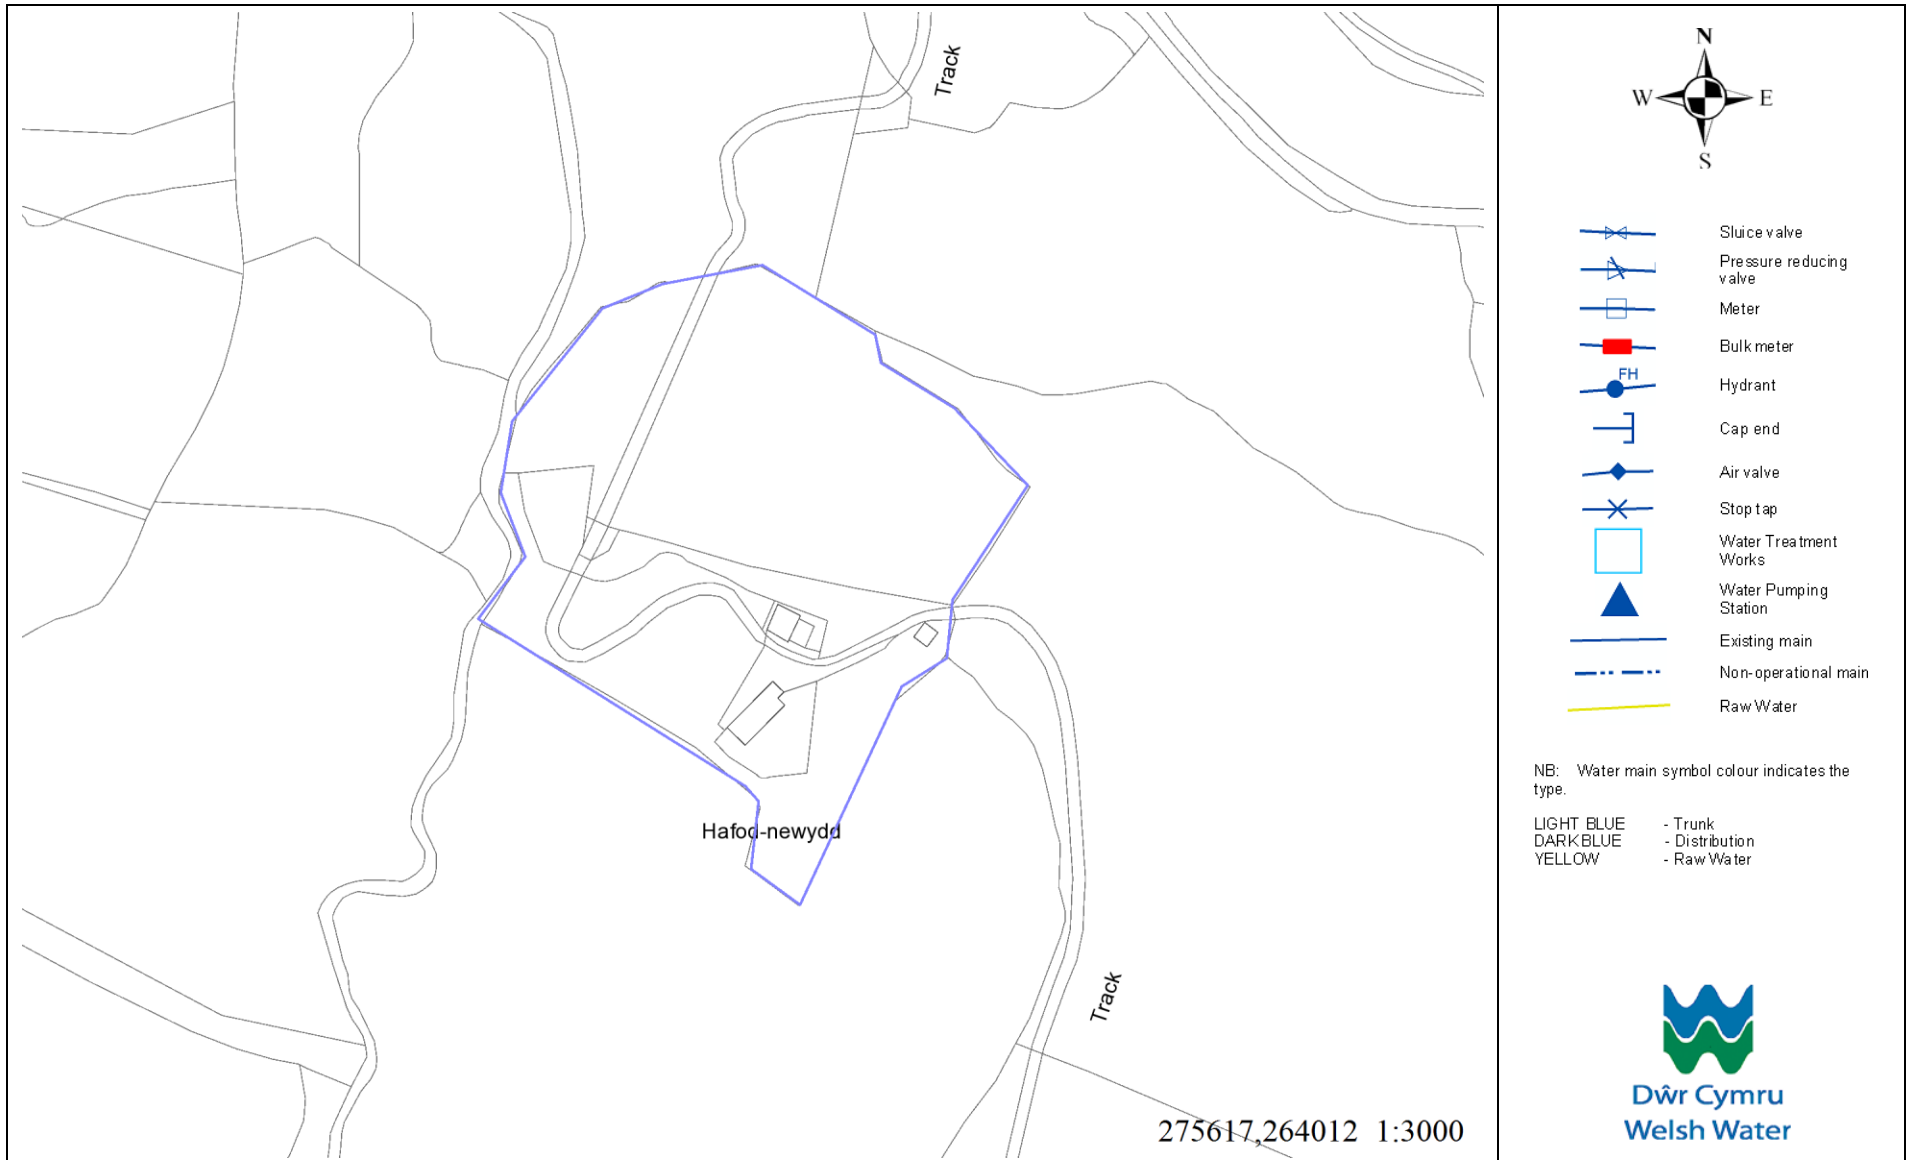 Track
Hafod-newydd
Track
275617,264012 1:3000
N
W E
S
Sluice valve
Pressure reducing
valve
Meter
Bulk meter
FH
Hydrant
Cap end
Air valve
Stop tap
Water Treatment
Works
Water Pumping
Station
Existing main
Non-operational main
Raw Water
NB: Water main symbol colour indicates the
type.
LIGHT BLUE - Trunk
DARK BLUE - Distribution
YELLOW - Raw Water
Dŵr Cymru
Welsh Water